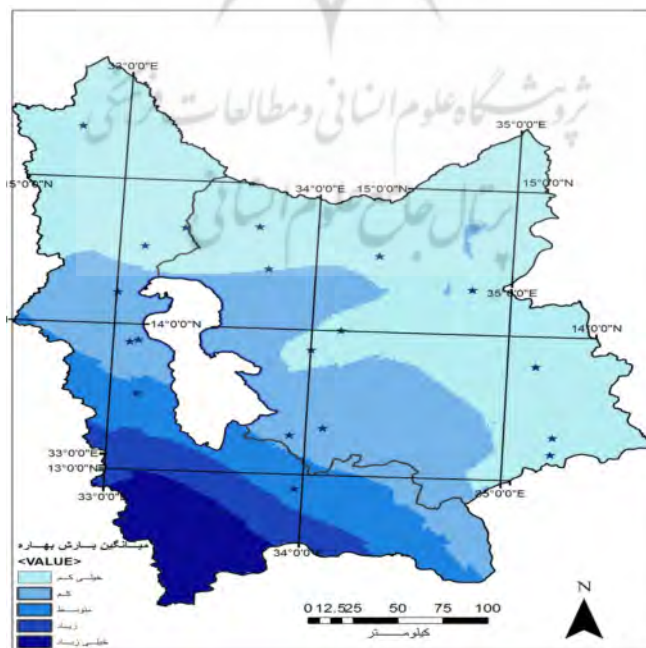 پژوهشگاه علوم انسانی و مطالعات فرهنگی
پرتال جامع علوم انسانی
33°0'0"E
35°0'0"E
15°0'0"N
34°0'0"E
15°0'0"N
15°0'0"N
35°0'0"E
14°0'0"N
14°0'0"N
33°0'0"E
13°0'0"N
33°0'0"E
35°0'0"E
34°0'0"E
میانگین بارش بهاره
<VALUE>
خیلی کم
کم
متوسط
زیاد
خیلی زیاد
0 12.525 50 75 100
کیلومتر
N